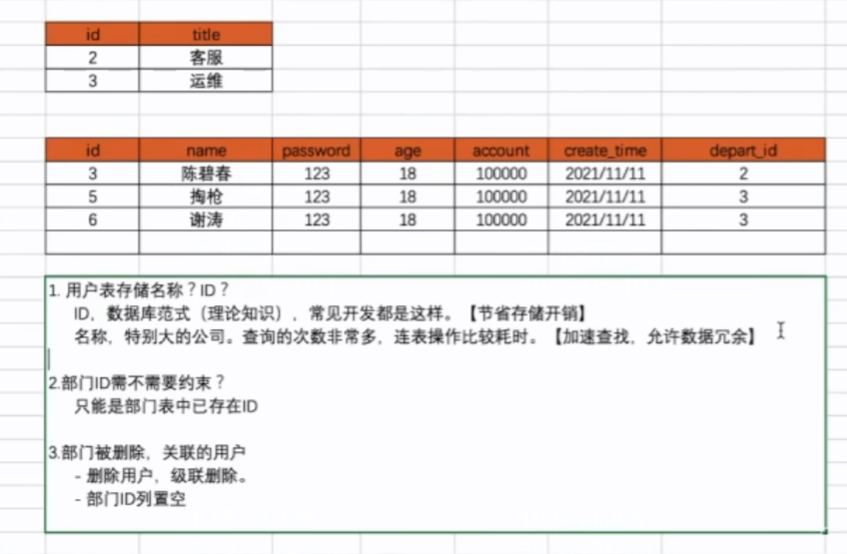 id title
2 客服
3 运维
id name password age account create_time depart_id
3 陈碧春 123 18 100000 2021/11/11 2
5 掏枪 123 18 100000 2021/11/11 3
6 谢涛 123 18 100000 2021/11/11 3
1. 用户表存储名称？ID？
ID，数据库范式（理论知识），常见开发都是这样。【节省存储开销】
名称，特别大的公司。查询的次数非常多，连表操作比较耗时。【加速查找，允许数据冗余】
2.部门ID需不需要约束？
只能是部门表中已存在ID
3.部门被删除，关联的用户
- 删除用户，级联删除。
- 部门ID列置空